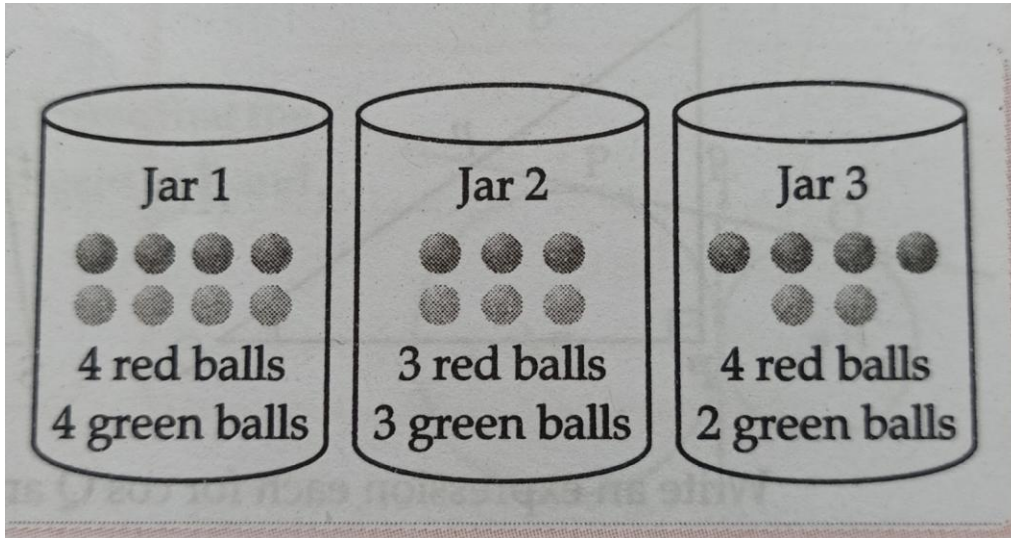 Jar 1
4 red balls
4 green balls
Jar 2
3 red balls
3 green balls
Jar 3
4 red balls
2 green balls